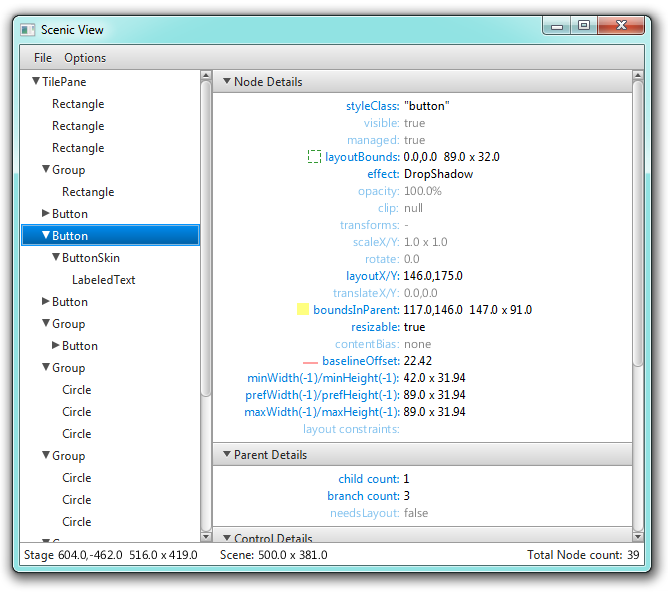 Scenic View
File Options
TilePane
Rectangle
Rectangle
Rectangle
Group
Rectangle
Button
Button
ButtonSkin
LabeledText
Button
Group
Button
Group
Circle
Circle
Circle
Group
Circle
Circle
Circle
Node Details
styleClass: "button"
visible: true
managed: true
layoutBounds: 0.0,0.0 89.0 x 32.0
effect: DropShadow
opacity: 100.0%
clip: null
transforms: -
scaleX/Y: 1.0 x 1.0
rotate: 0.0
layoutX/Y: 146.0,175.0
translateX/Y: 0.0,0.0
boundsInParent: 117.0,146.0 147.0 x 91.0
resizable: true
contentBias: none
baselineOffset: 22.42
minWidth(-1)/minHeight(-1): 42.0 x 31.94
prefWidth(-1)/prefHeight(-1): 89.0 x 31.94
maxWidth(-1)/maxHeight(-1): 89.0 x 31.94
layout constraints:
Parent Details
child count: 1
branch count: 3
needsLayout: false
Control Details
Stage 604.0,-462.0 516.0 x 419.0 Scene: 500.0 x 381.0 Total Node count: 39